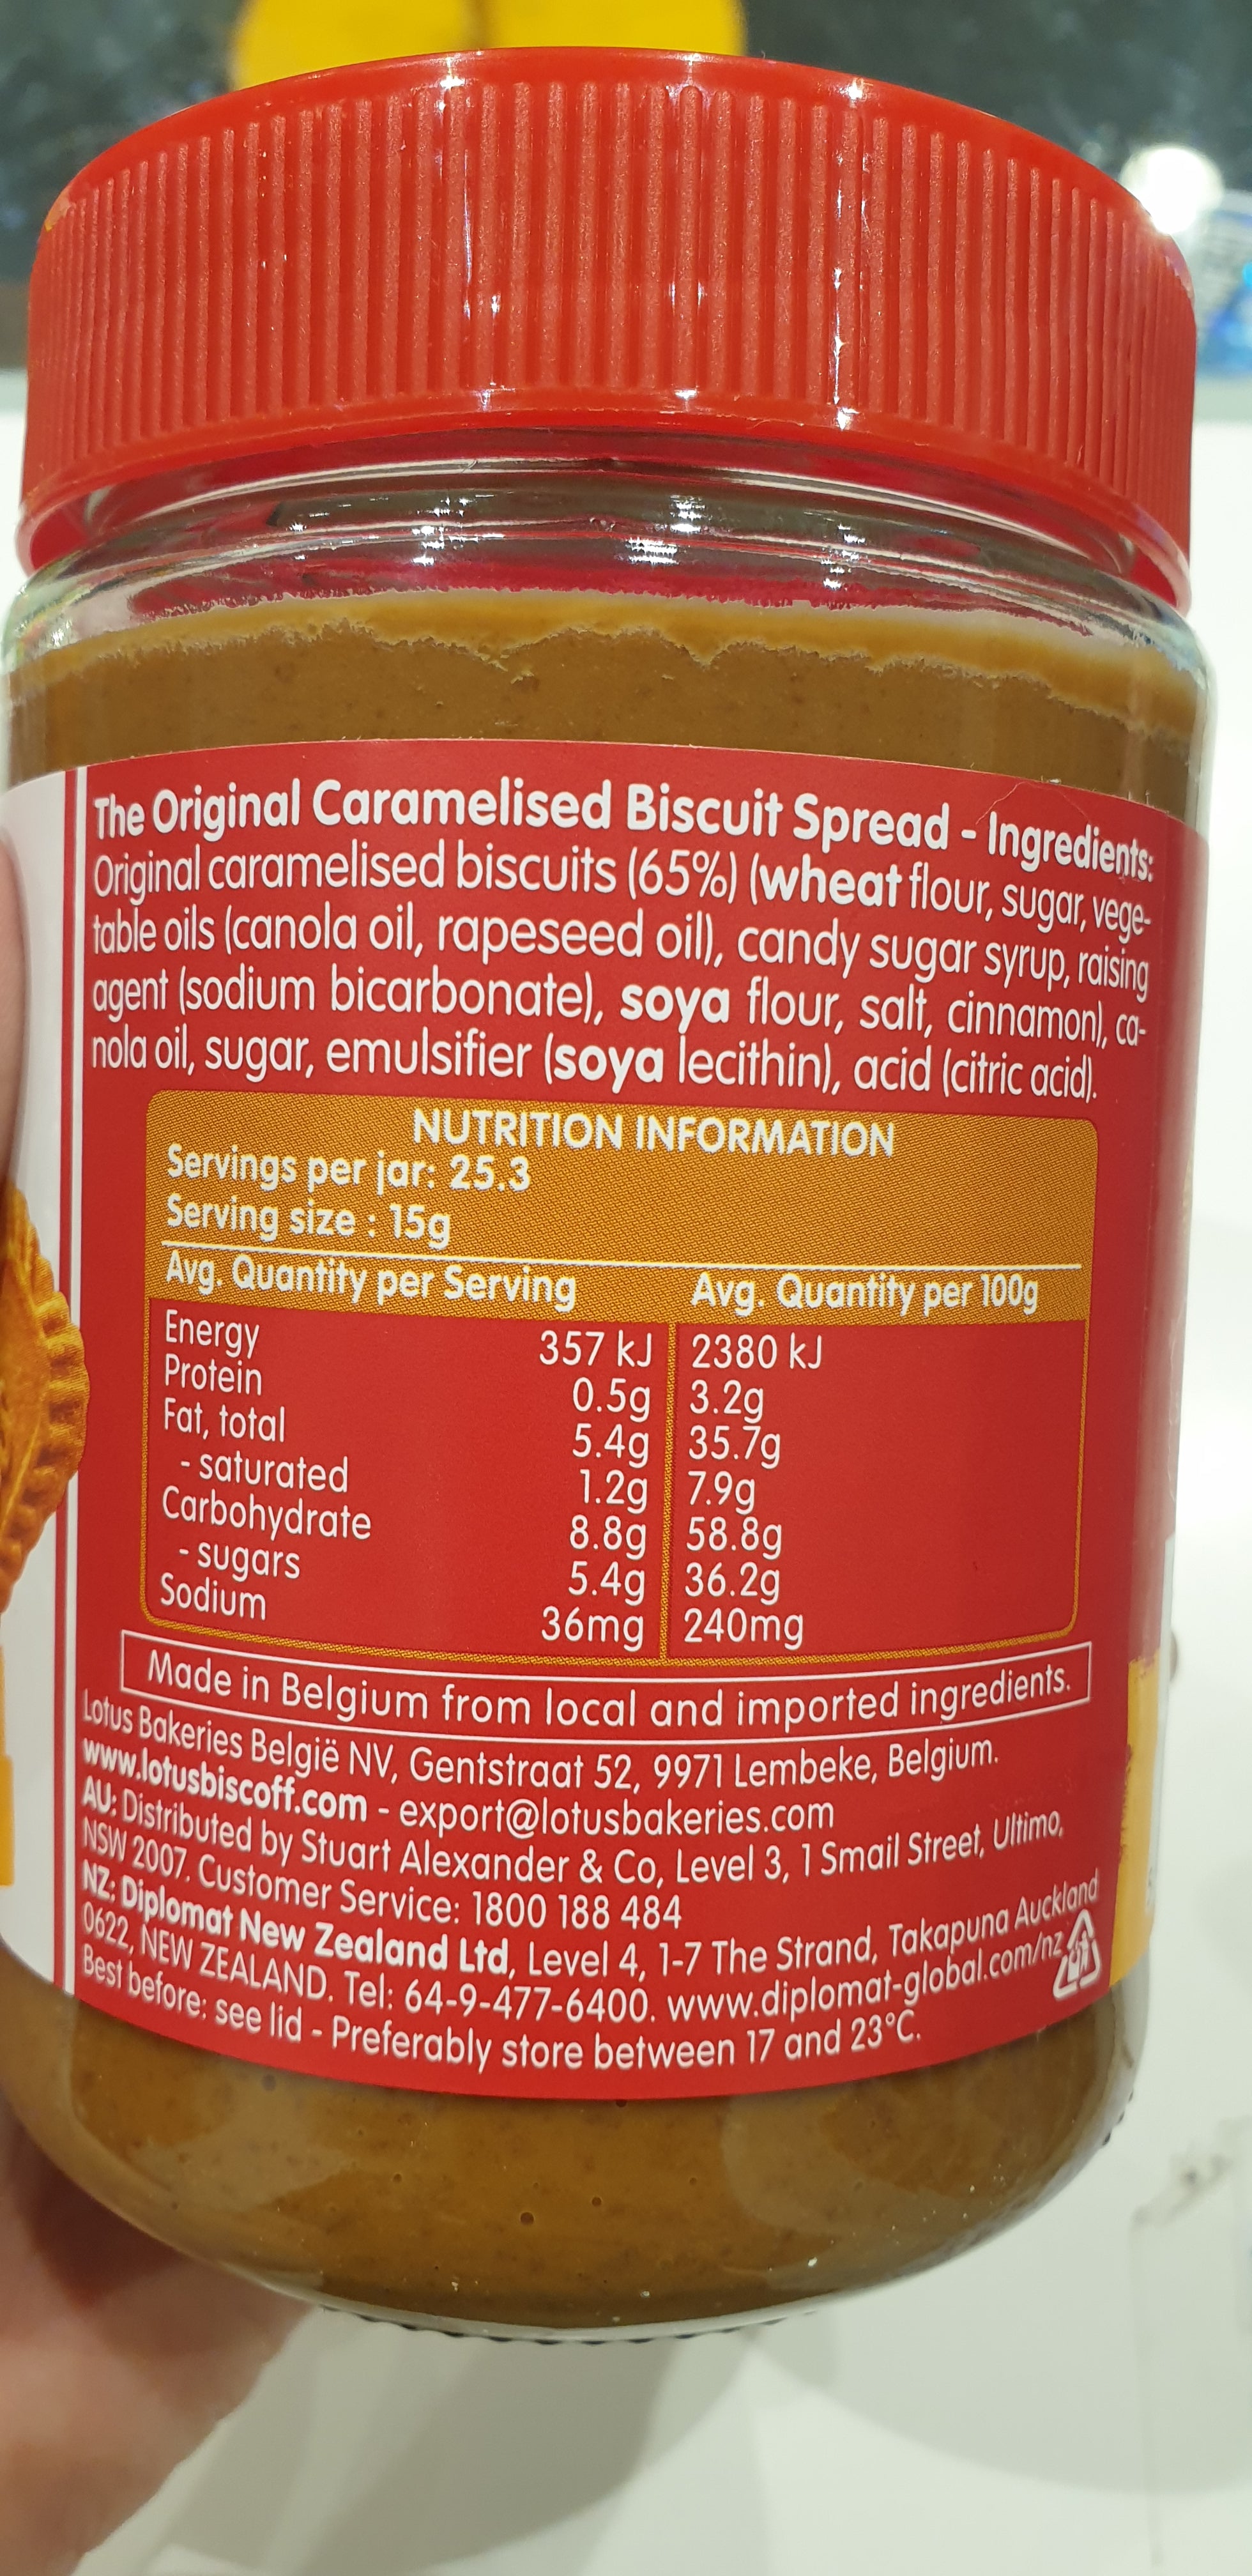 The Original Caramelised Biscuit Spread - Ingredients:
Original caramelised biscuits (65%) (wheat flour, sugar, vege-
table oils (canola oil, rapeseed oil), candy sugar syrup, raising
agent (sodium bicarbonate), soya flour, salt, cinnamon), ca-
nola oil, sugar, emulsifier (soya lecithin), acid (citric acid).
NUTRITION INFORMATION
Servings per jar: 25.3
Serving size : 15g
Avg. Quantity per Serving Avg. Quantity per 100g
Energy 357 kJ 2380 kJ
Protein 0.5g 3.2g
Fat, total 5.4g 35.7g
- saturated 1.2g 7.9g
Carbohydrate 8.8g 58.8g
- sugars 5.4g 36.2g
Sodium 36mg 240mg
Made in Belgium from local and imported ingredients.
Lotus Bakeries België NV, Gentstraat 52, 9971 Lembeke, Belgium.
www.lotusbiscoff.com - export@lotusbakeries.com
AU: Distributed by Stuart Alexander & Co, Level 3, 1 Smail Street, Ultimo,
NSW 2007. Customer Service: 1800 188 484
NZ: Diplomat New Zealand Ltd, Level 4, 1-7 The Strand, Takapuna Auckland
0622, NEW ZEALAND. Tel: 64-9-477-6400. www.diplomat-global.com/nz
Best before: see lid - Preferably store between 17 and 23°C.